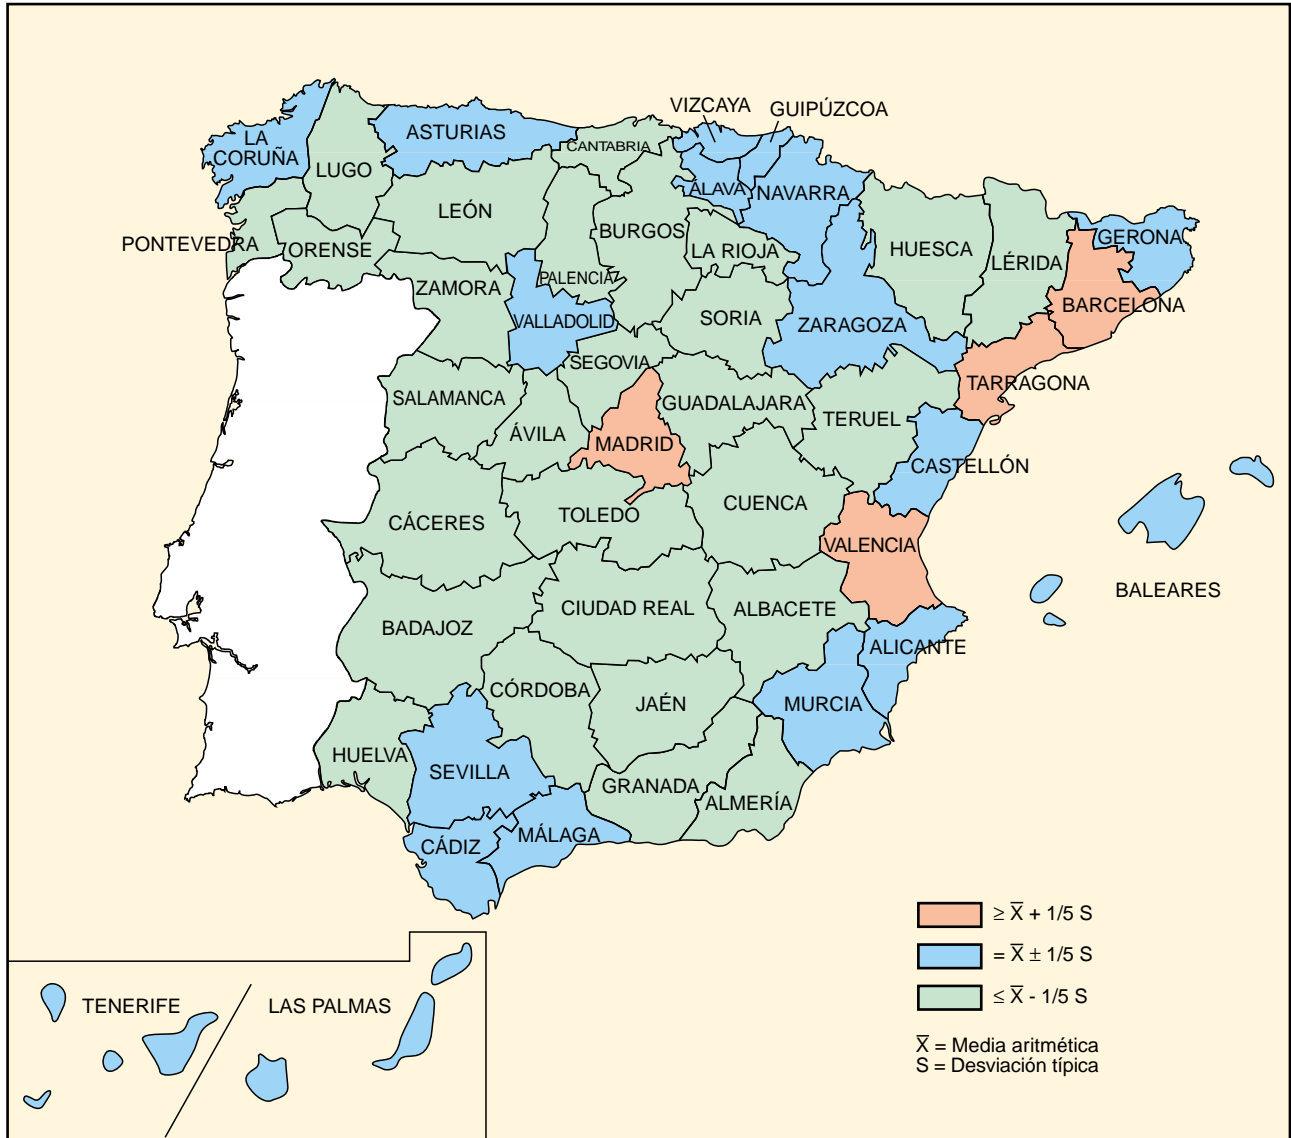 VIZCAYA
GUIPÚZCOA
LA
CORUÑA
ASTURIAS
CANTABRIA
LUGO
ÁLAVA
NAVARRA
LEÓN
PONTEVEDRA
ORENSE
BURGOS
LA RIOJA
HUESCA
LÉRIDA
GERONA
ZAMORA
PALENCIA
VALLADOLID
SORIA
ZARAGOZA
BARCELONA
SEGOVIA
TARRAGONA
SALAMANCA
GUADALAJARA
TERUEL
ÁVILA
MADRID
CASTELLÓN
CUENCA
CÁCERES
TOLEDO
VALENCIA
BALEARES
CIUDAD REAL
ALBACETE
BADAJOZ
ALICANTE
CÓRDOBA
JAÉN
MURCIA
HUELVA
SEVILLA
GRANADA
ALMERÍA
CÁDIZ
MÁLAGA
≥ X̅ + 1/5 S
= X̅ ± 1/5 S
≤ X̅ - 1/5 S
X̅ = Media aritmética
S = Desviación típica
TENERIFE
LAS PALMAS